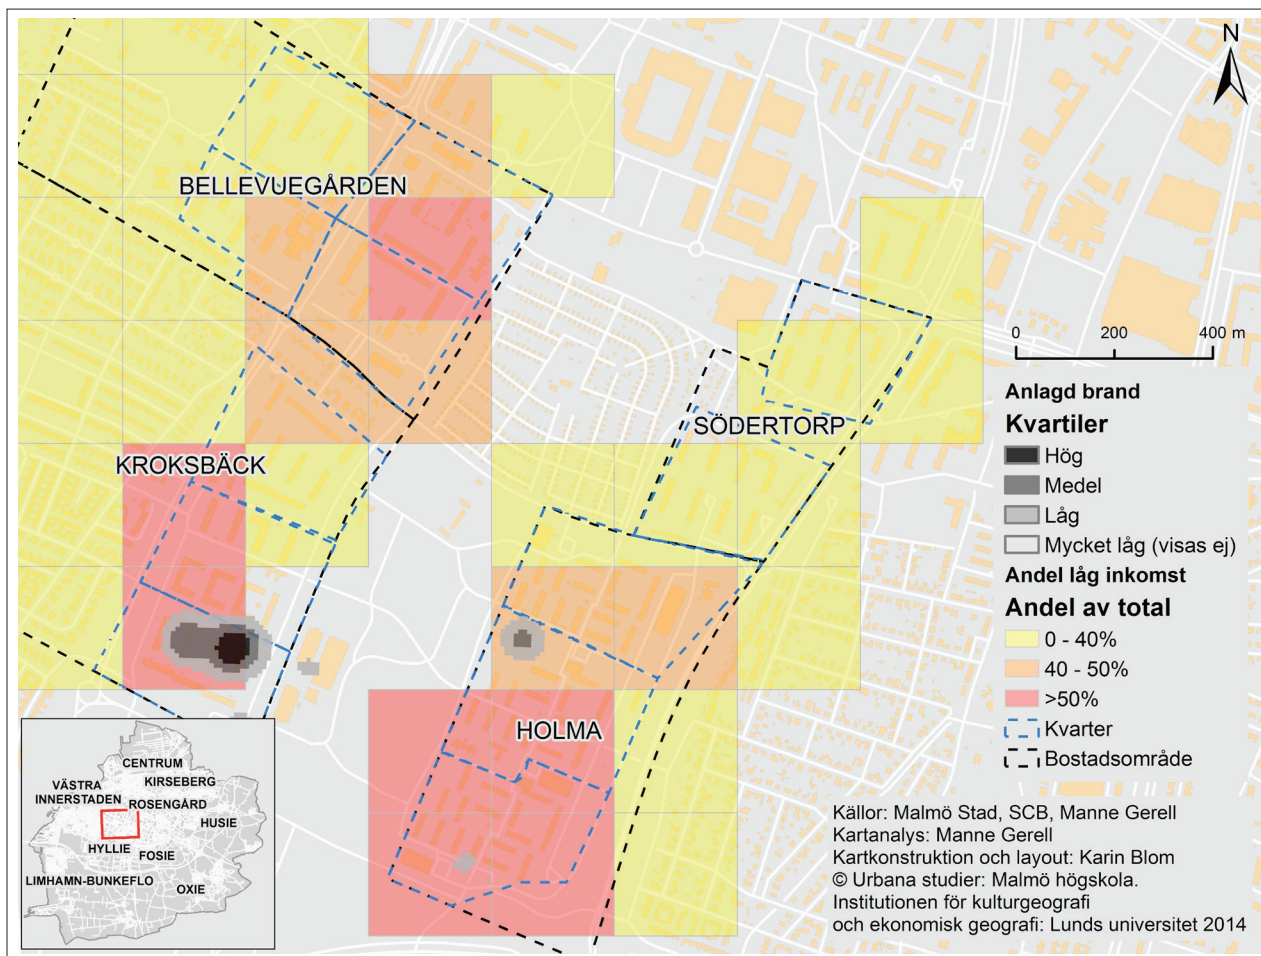 N
BELLEVUEGÅRDEN
KROKSBÄCK
SÖDERTORP
HOLMA
0 200 400 m
Anlagd brand
Kvartiler
Hög
Medel
Låg
Mycket låg (visas ej)
Andel låg inkomst
Andel av total
0 - 40%
40 - 50%
>50%
Kvarter
Bostadsområde
Källor: Malmö Stad, SCB, Manne Gerell
Kartanalys: Manne Gerell
Kartkonstruktion och layout: Karin Blom
© Urbana studier: Malmö högskola.
Institutionen för kulturgeografi
och ekonomisk geografi: Lunds universitet 2014
CENTRUM
KIRSEBERG
VÄSTRA
INNERSTADEN
ROSENGÅRD
HUSIE
HYLLIE
FOSIE
LIMHAMN-BUNKEFLO
OXIE